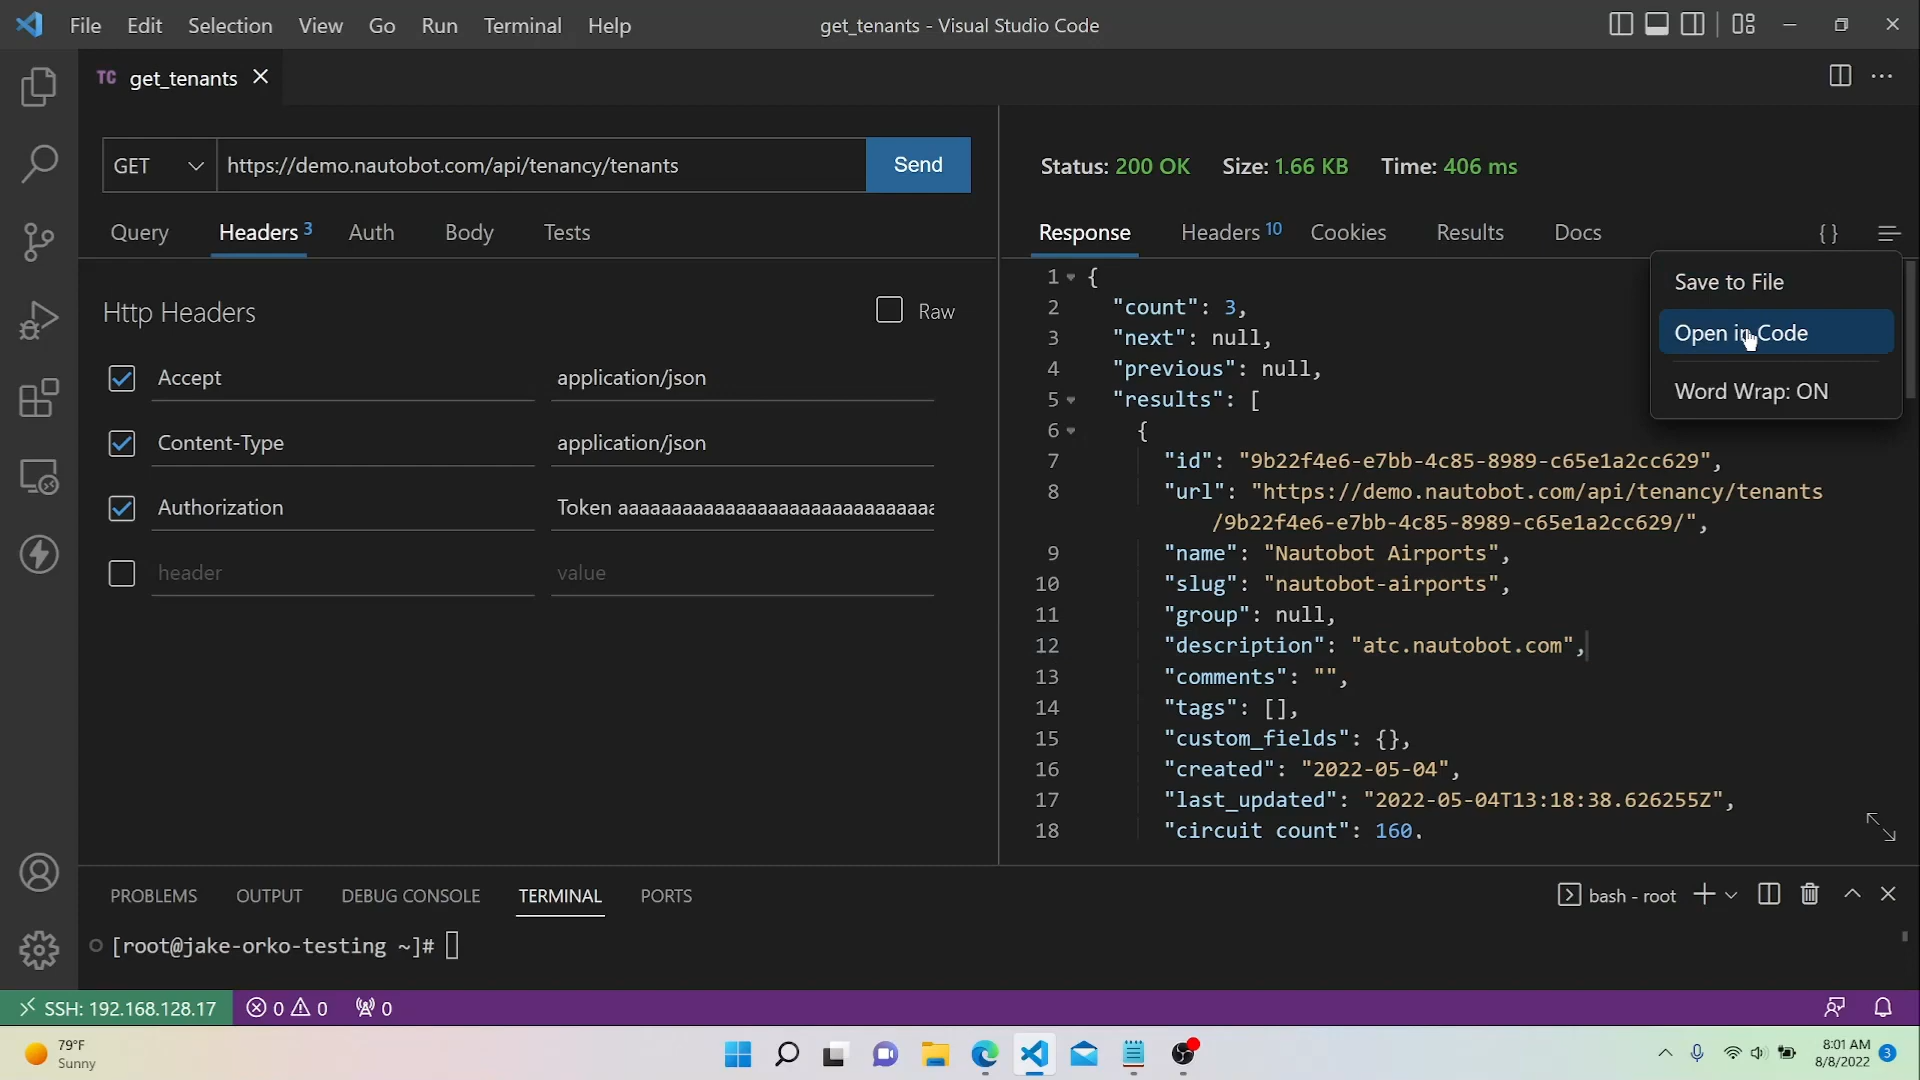 File Edit Selection View Go Run Terminal Help
get_tenants - Visual Studio Code
TC get_tenants
GET
https://demo.nautobot.com/api/tenancy/tenants
Send
Query
Headers 3
Auth
Body
Tests
Http Headers
Raw
Accept
application/json
Content-Type
application/json
Authorization
Token aaaaaaaaaaaaaaaaaaaaaaaaaaaaa
header
value
Status: 200 OK Size: 1.66 KB Time: 406 ms
Response
Headers 10
Cookies
Results
Docs
{ }
Save to File
Open in Code
Word Wrap: ON
1 {
2 "count": 3,
3 "next": null,
4 "previous": null,
5 "results": [
6 {
7 "id": "9b22f4e6-e7bb-4c85-8989-c65e1a2cc629",
8 "url": "https://demo.nautobot.com/api/tenancy/tenants
/9b22f4e6-e7bb-4c85-8989-c65e1a2cc629/",
9 "name": "Nautobot Airports",
10 "slug": "nautobot-airports",
11 "group": null,
12 "description": "atc.nautobot.com",
13 "comments": "",
14 "tags": [],
15 "custom_fields": {},
16 "created": "2022-05-04",
17 "last_updated": "2022-05-04T13:18:38.626255Z",
18 "circuit_count": 160,
PROBLEMS OUTPUT DEBUG CONSOLE TERMINAL PORTS
bash - root
[root@jake-orko-testing ~]#
SSH: 192.168.128.17
0 0
0
79°F
Sunny
8:01 AM
8/8/2022
3